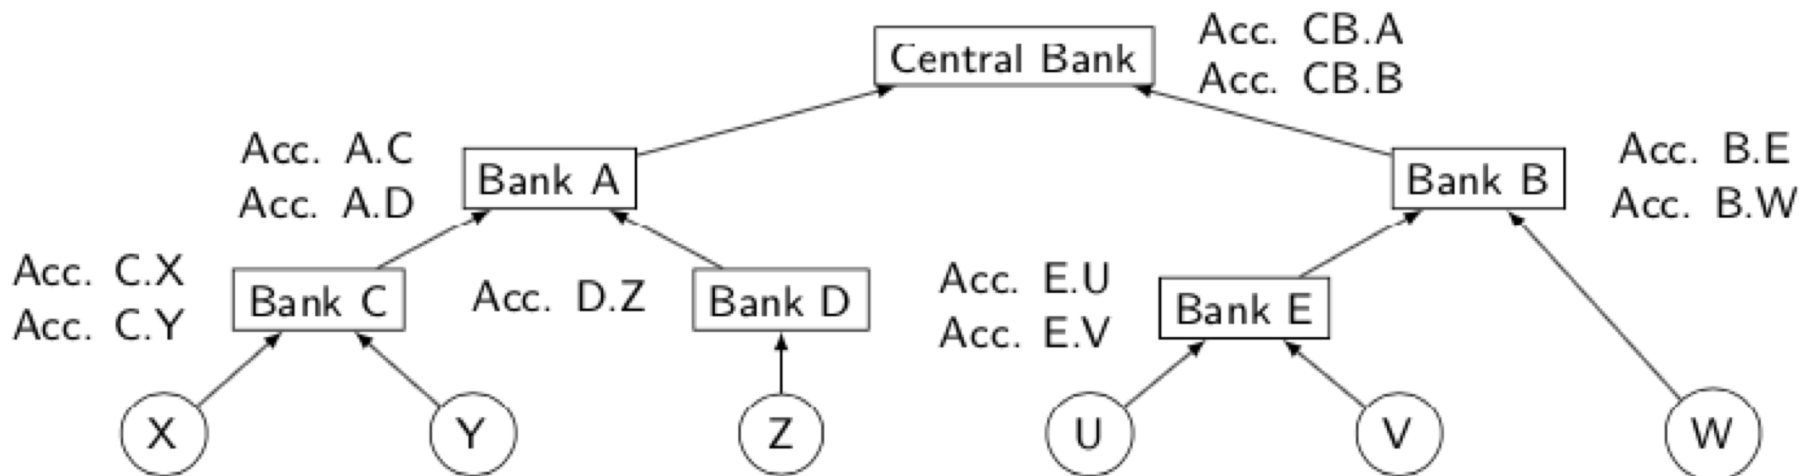 Central Bank
Acc. CB.A
Acc. CB.B
Acc. A.C
Acc. A.D
Bank A
Bank B
Acc. B.E
Acc. B.W
Acc. C.X
Acc. C.Y
Bank C
Acc. D.Z
Bank D
Acc. E.U
Acc. E.V
Bank E
X
Y
Z
U
V
W